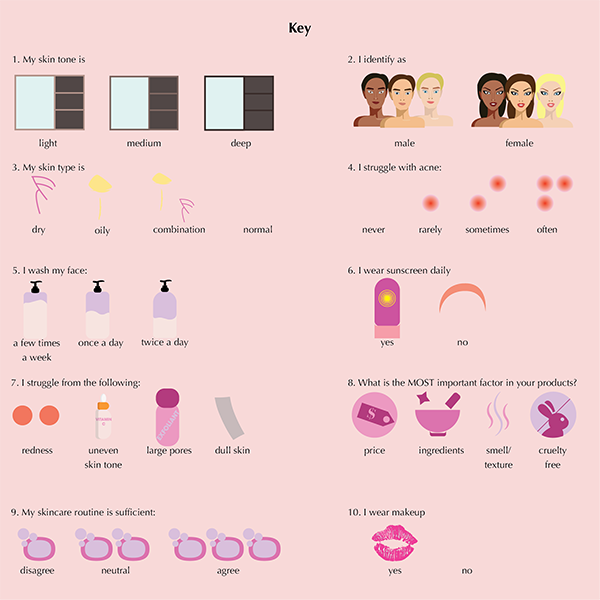 Key
1. My skin tone is
light
medium
deep
2. I identify as
male
female
3. My skin type is
dry
oily
combination
normal
4. I struggle with acne:
never
rarely
sometimes
often
5. I wash my face:
a few times
a week
once a day
twice a day
6. I wear sunscreen daily
yes
no
7. I struggle from the following:
redness
uneven
skin tone
EXFOLIANT
large pores
dull skin
8. What is the MOST important factor in your products?
$
price
ingredients
smell/
texture
cruelty
free
9. My skincare routine is sufficient:
disagree
neutral
agree
10. I wear makeup
yes
no